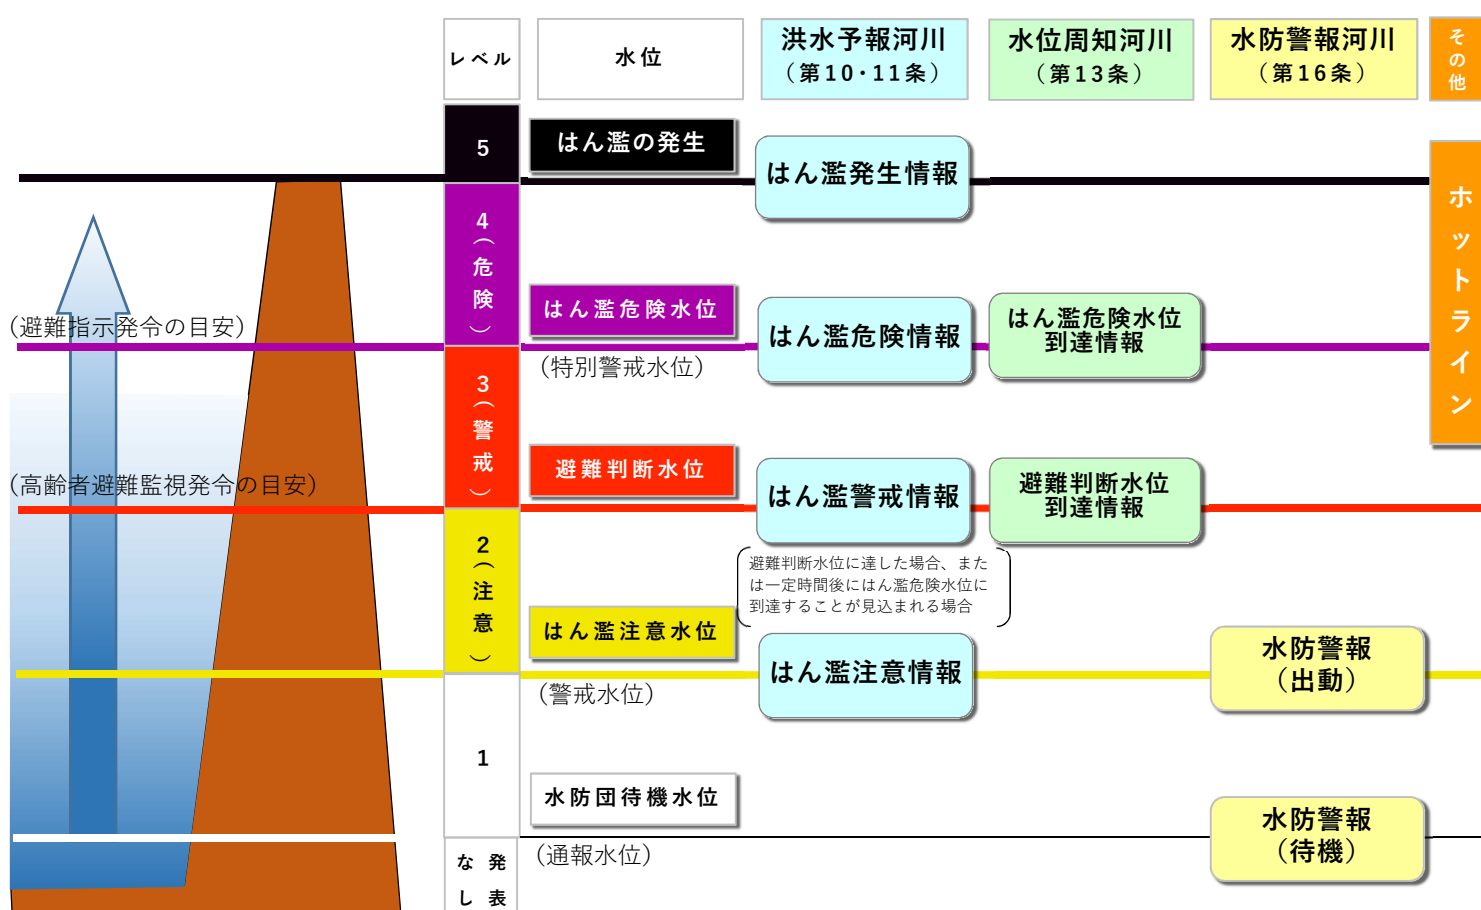 レベル
水位
洪水予報河川
（第10・11条）
水位周知河川
（第13条）
水防警報河川
（第16条）
その他
5
はん濫の発生
はん濫発生情報
ホットライン
4（危険）
はん濫危険水位
（特別警戒水位）
はん濫危険情報
はん濫危険水位
到達情報
（避難指示発令の目安）
3（警戒）
避難判断水位
はん濫警戒情報
避難判断水位
到達情報
（高齢者避難監視発令の目安）
避難判断水位に達した場合、また
は一定時間後にはん濫危険水位に
到達することが見込まれる場合
2（注意）
はん濫注意水位
（警戒水位）
はん濫注意情報
水防警報
（出動）
1
水防団待機水位
（通報水位）
水防警報
（待機）
発表
なし